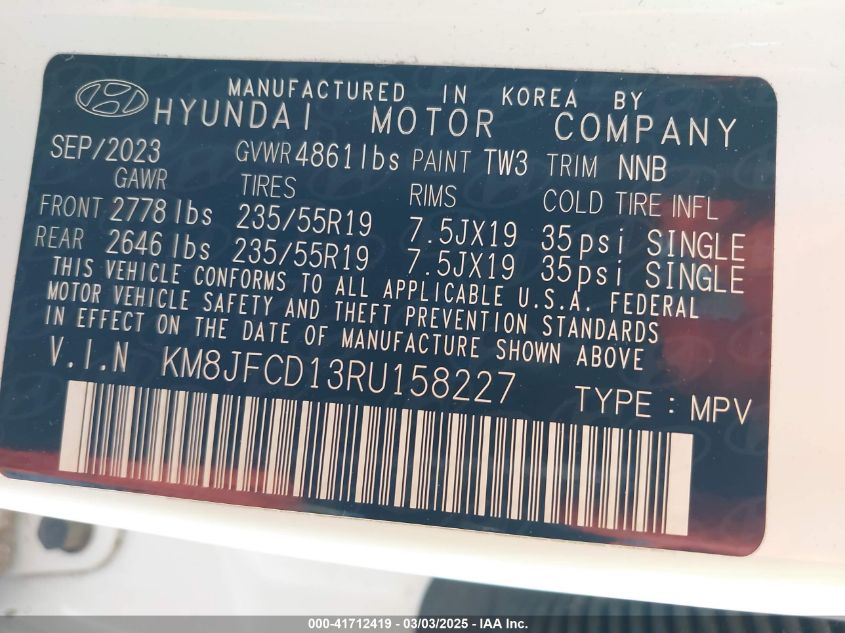 MANUFACTURED IN KOREA BY
HYUNDAI MOTOR COMPANY
SEP/2023 GVWR 4861 lbs PAINT TW3 TRIM NNB
GAWR TIRES RIMS COLD TIRE INFL
FRONT 2778 lbs 235/55R19 7.5JX19 35psi SINGLE
REAR 2646 lbs 235/55R19 7.5JX19 35psi SINGLE
THIS VEHICLE CONFORMS TO ALL APPLICABLE U.S.A. FEDERAL
MOTOR VEHICLE SAFETY AND THEFT PREVENTION STANDARDS
IN EFFECT ON THE DATE OF MANUFACTURE SHOWN ABOVE
V.I.N KM8JFCD13RU158227 TYPE : MPV
000-41712419 - 03/03/2025 - IAA Inc.